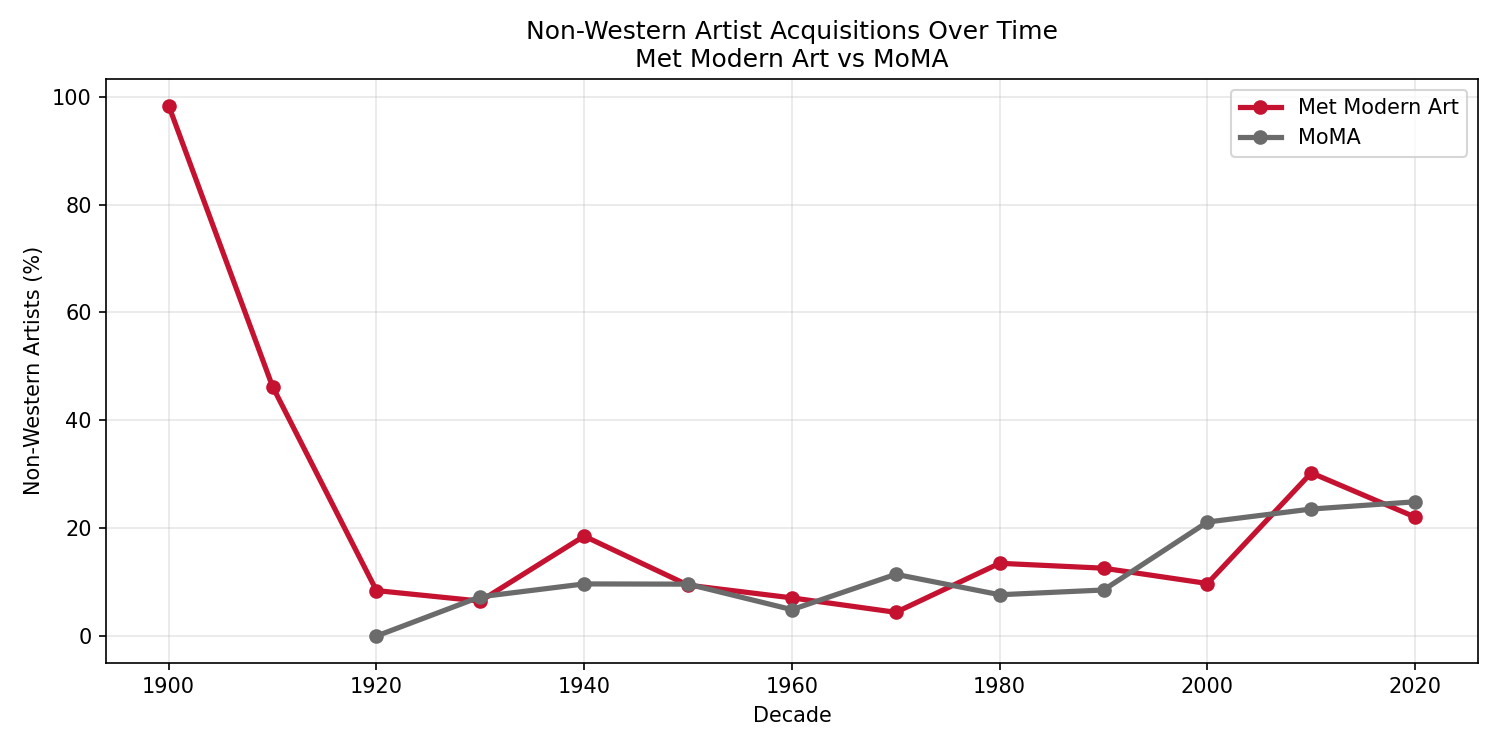 Non-Western Artist Acquisitions Over Time
Met Modern Art vs MoMA
Met Modern Art
MoMA
Non-Western Artists (%)
100
80
60
40
20
0
1900
1920
1940
1960
1980
2000
2020
Decade